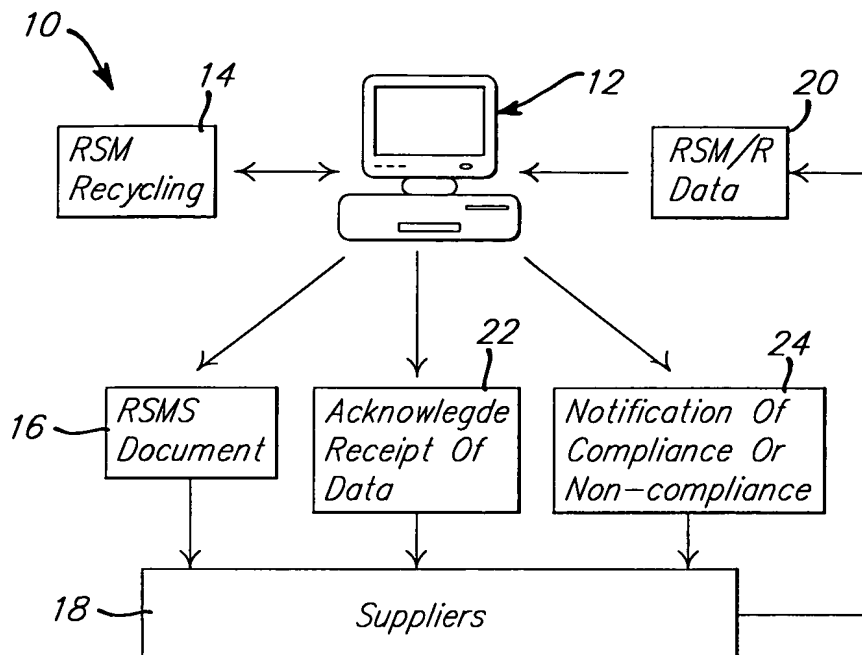 10
14
12
20
RSM
Recycling
RSM/R
Data
22
24
16
RSMS
Document
Acknowlegde
Receipt Of
Data
Notification Of
Compliance Or
Non-compliance
18
Suppliers